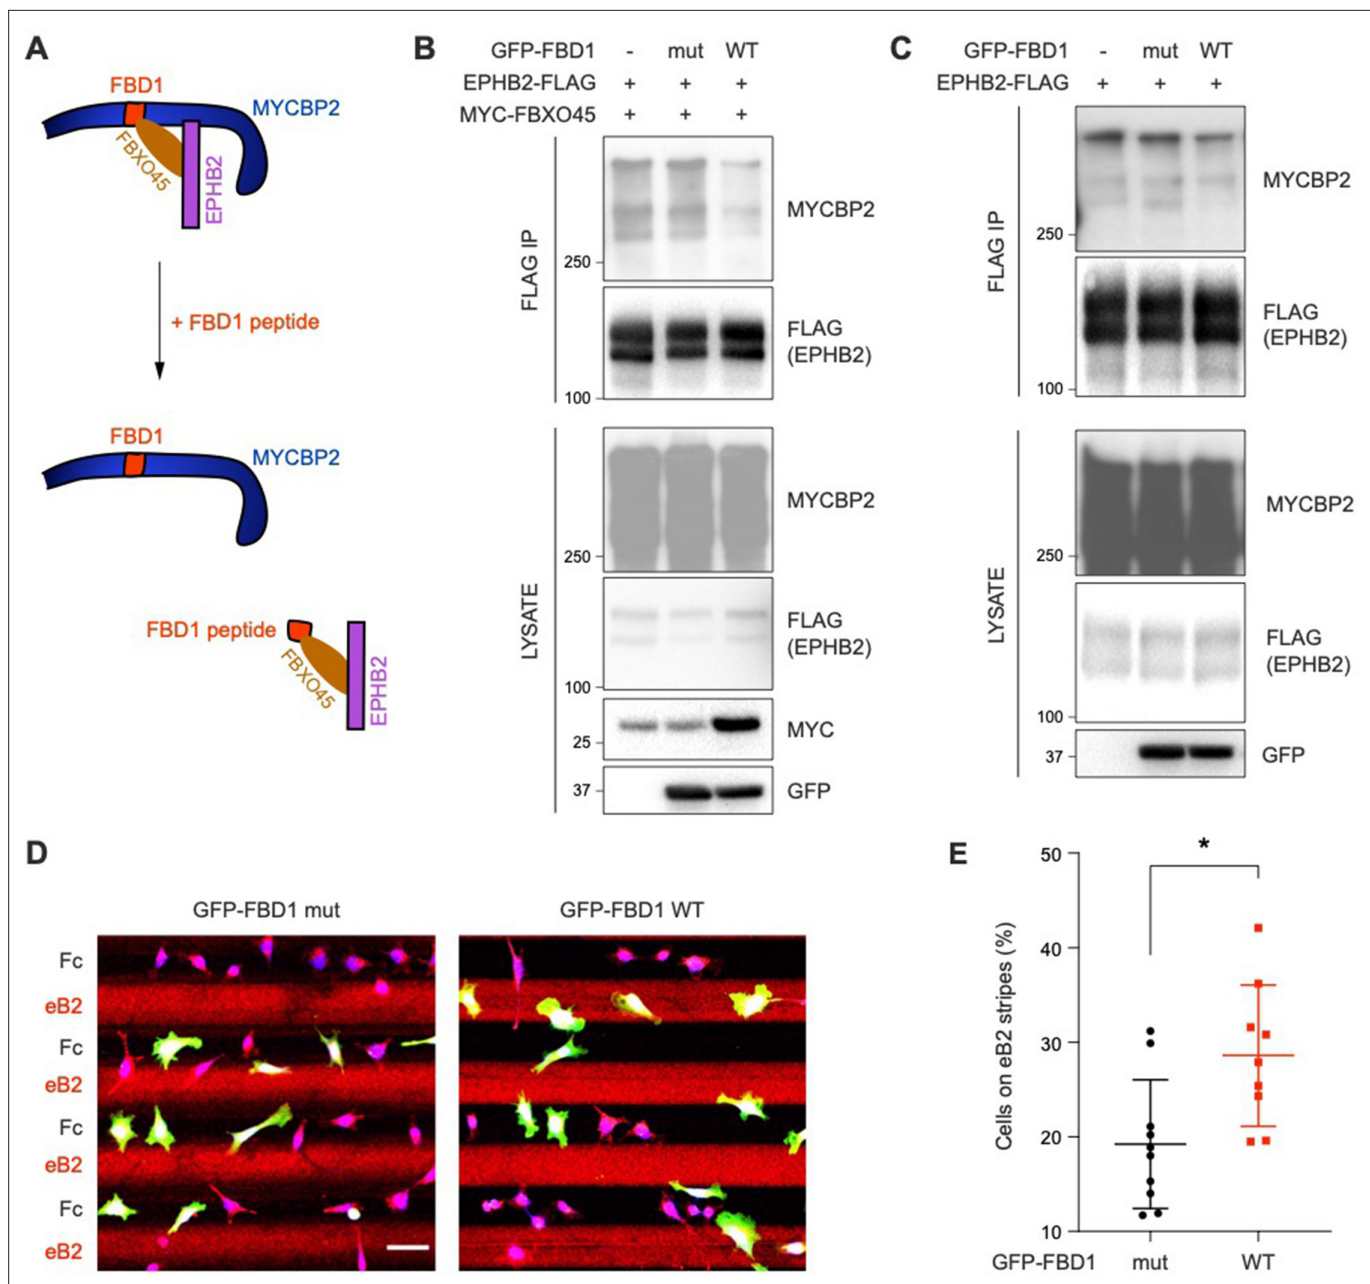 A
FBD1
MYCBP2
FBXO45
EPHB2
+ FBD1 peptide
FBD1
MYCBP2
FBD1 peptide
FBXO45
EPHB2
B
GFP-FBD1 - mut WT
EPHB2-FLAG + + +
MYC-FBXO45 + + +
FLAG IP
MYCBP2
250
FLAG
(EPHB2)
100
LYSATE
MYCBP2
250
FLAG
(EPHB2)
100
MYC
25
37
GFP
C
GFP-FBD1 - mut WT
EPHB2-FLAG + + +
FLAG IP
MYCBP2
250
FLAG
(EPHB2)
100
LYSATE
MYCBP2
250
FLAG
(EPHB2)
100
37
GFP
D
GFP-FBD1 mut
GFP-FBD1 WT
Fc
eB2
Fc
eB2
Fc
eB2
Fc
eB2
E
Cells on eB2 stripes (%)
50
40
30
20
10
*
GFP-FBD1 mut WT